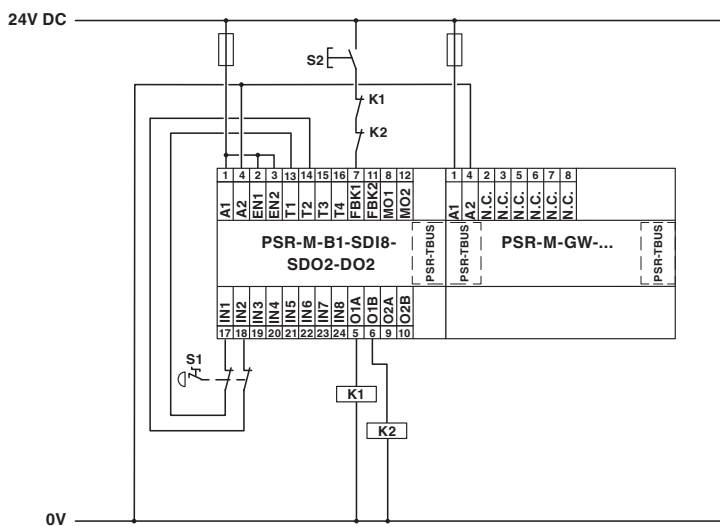 24V DC
S2
K1
K2
1 4 2 3 13 14 15 16 7 11 8 12
A1 A2 EN1 EN2 T1 T2 T3 T4 FBK1 FBK2 MO1 MO2
1 4 2 3 5 6 7 8
A1 A2 N.C. N.C. N.C. N.C. N.C. N.C.
PSR-M-B1-SDI8-
SDO2-DO2
PSR-TBUS
PSR-TBUS
PSR-M-GW-...
PSR-TBUS
IN1 IN2 IN3 IN4 IN5 IN6 IN7 IN8 O1A O1B O2A O2B
17 18 19 20 21 22 23 24 5 6 9 10
S1
K1
K2
0V